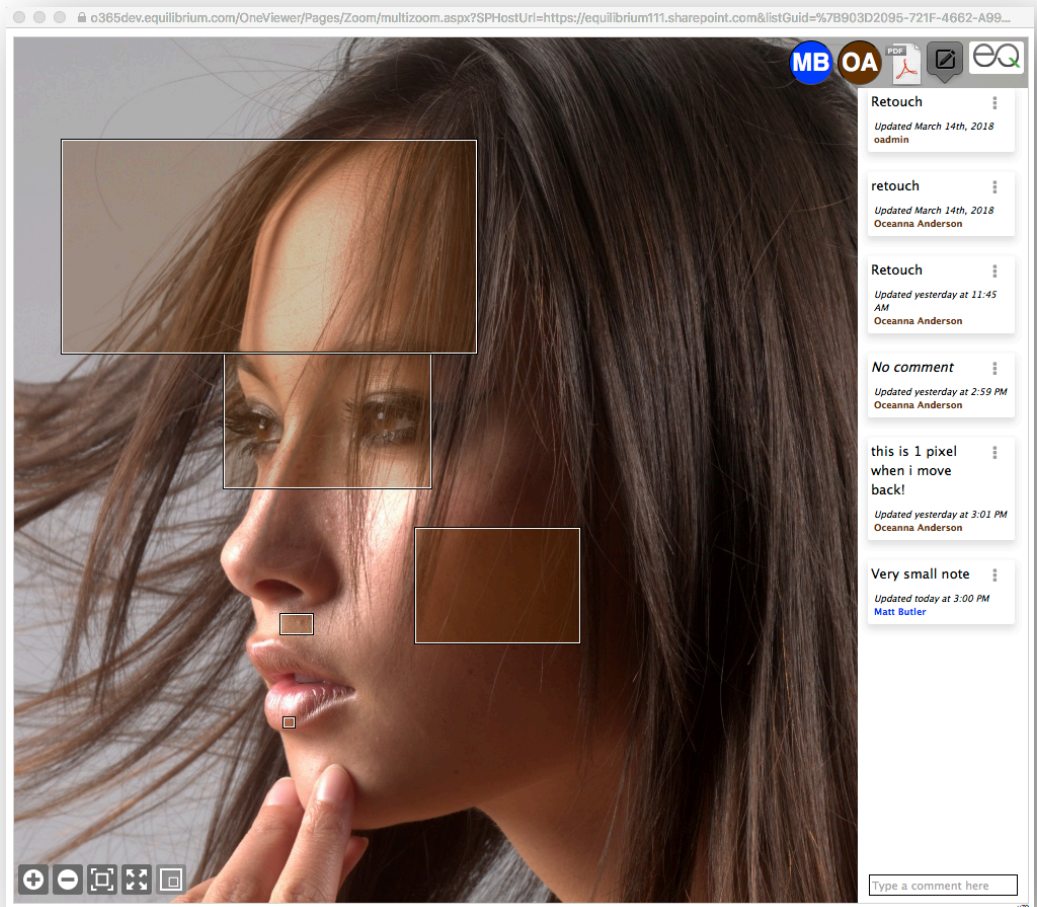 o365dev.equilibrium.com/OneViewer/Pages/Zoom/multizoom.aspx?SPHostUrl=https://equilibrium111.sharepoint.com&listGuid=%7B903D2095-721F-4662-A99...
MB OA PDF eQ
Retouch
Updated March 14th, 2018
oadmin
retouch
Updated March 14th, 2018
Oceanna Anderson
Retouch
Updated yesterday at 11:45
AM
Oceanna Anderson
No comment
Updated yesterday at 2:59 PM
Oceanna Anderson
this is 1 pixel
when i move
back!
Updated yesterday at 3:01 PM
Oceanna Anderson
Very small note
Updated today at 3:00 PM
Matt Butler
Type a comment here